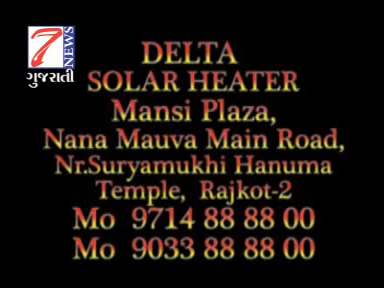 7 NEWS
ગુજરાતી
DELTA
SOLAR HEATER
Mansi Plaza,
Nana Mauva Main Road,
Nr.Suryamukhi Hanuma
Temple, Rajkot-2
Mo 9714 88 88 00
Mo 9033 88 88 00